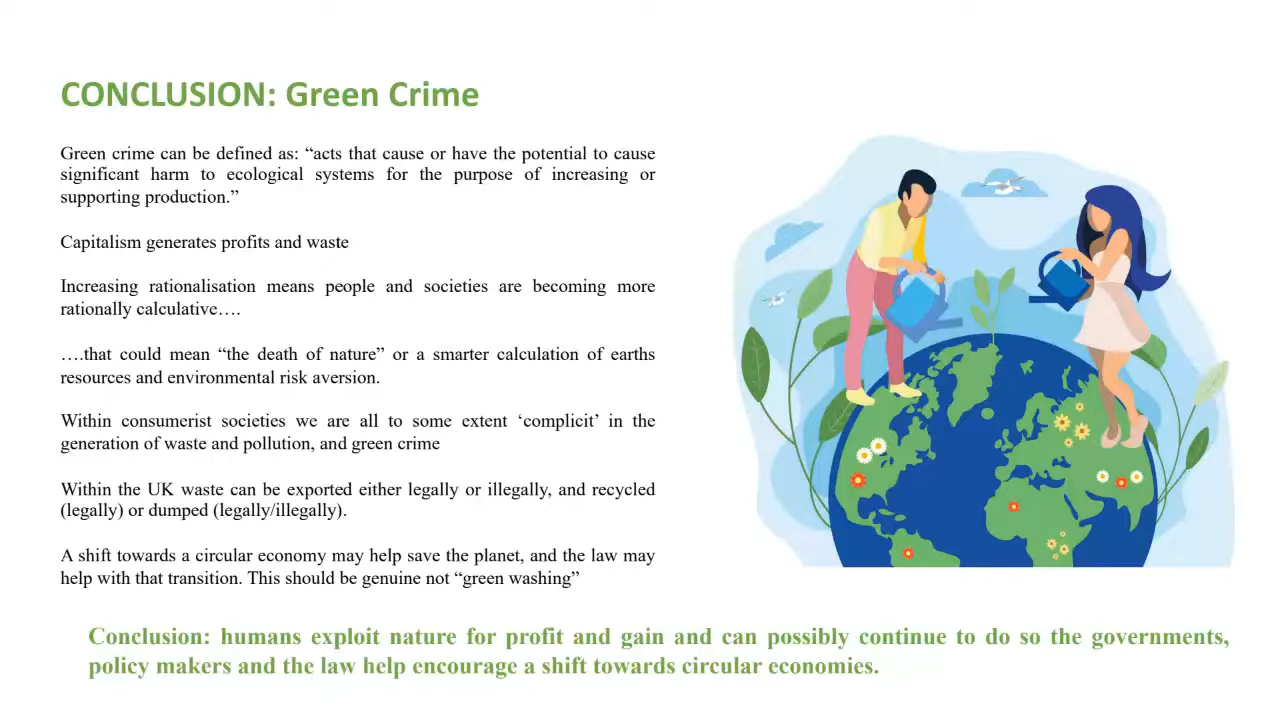 CONCLUSION: Green Crime
Green crime can be defined as: “acts that cause or have the potential to cause
significant harm to ecological systems for the purpose of increasing or
supporting production.”
Capitalism generates profits and waste
Increasing rationalisation means people and societies are becoming more
rationally calculative….
….that could mean “the death of nature” or a smarter calculation of earths
resources and environmental risk aversion.
Within consumerist societies we are all to some extent ‘complicit’ in the
generation of waste and pollution, and green crime
Within the UK waste can be exported either legally or illegally, and recycled
(legally) or dumped (legally/illegally).
A shift towards a circular economy may help save the planet, and the law may
help with that transition. This should be genuine not “green washing”
Conclusion: humans exploit nature for profit and gain and can possibly continue to do so the governments,
policy makers and the law help encourage a shift towards circular economies.